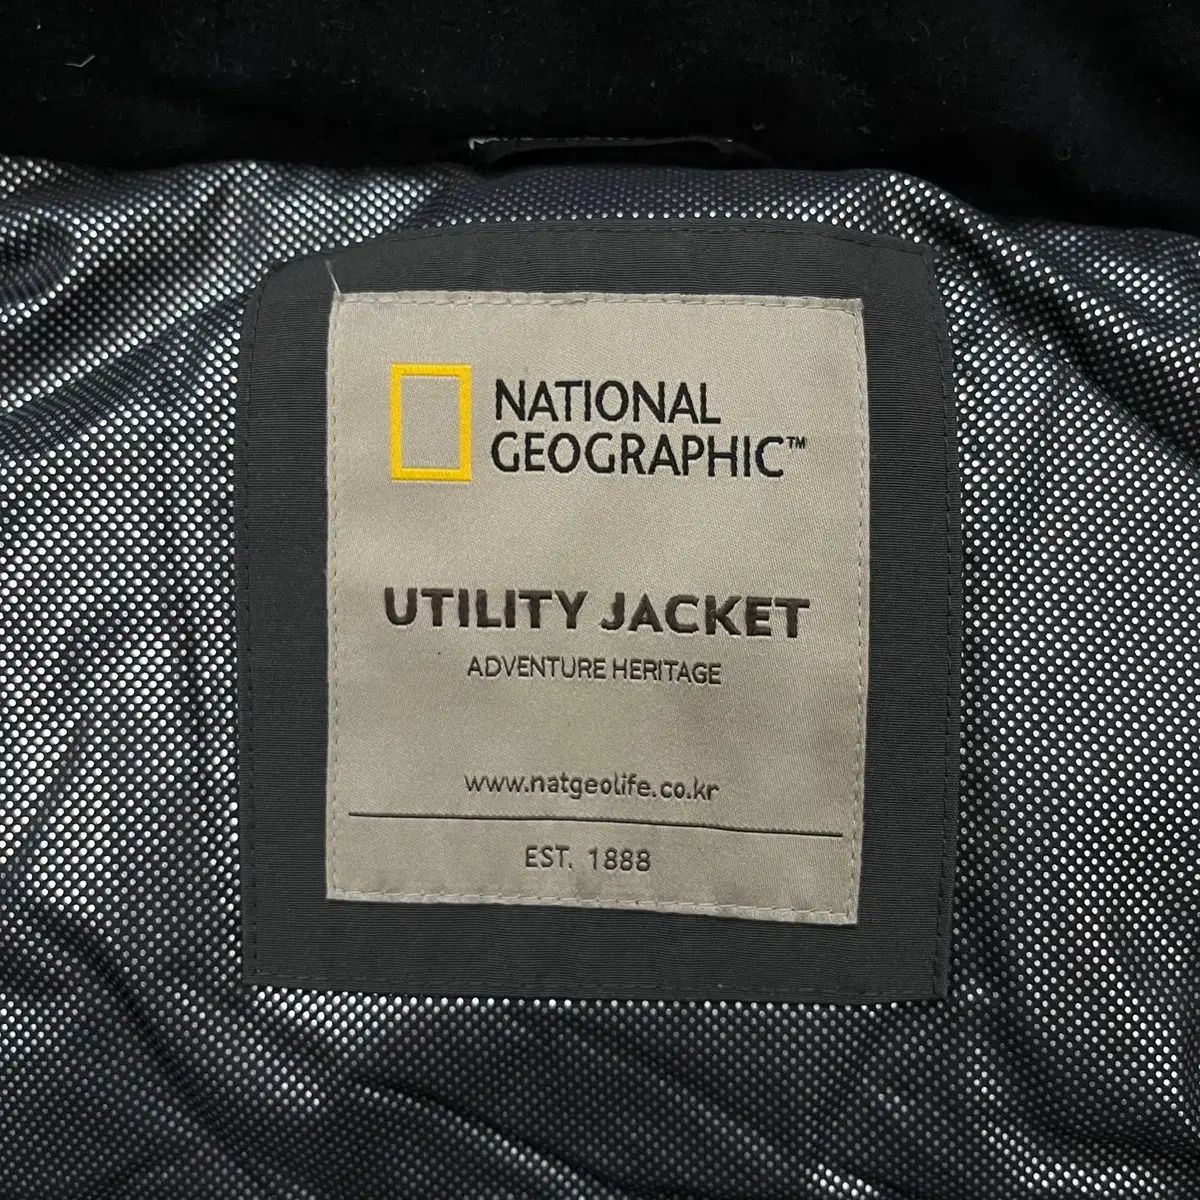 NATIONAL
GEOGRAPHIC™
UTILITY JACKET
ADVENTURE HERITAGE
www.natgeolife.co.kr
EST. 1888